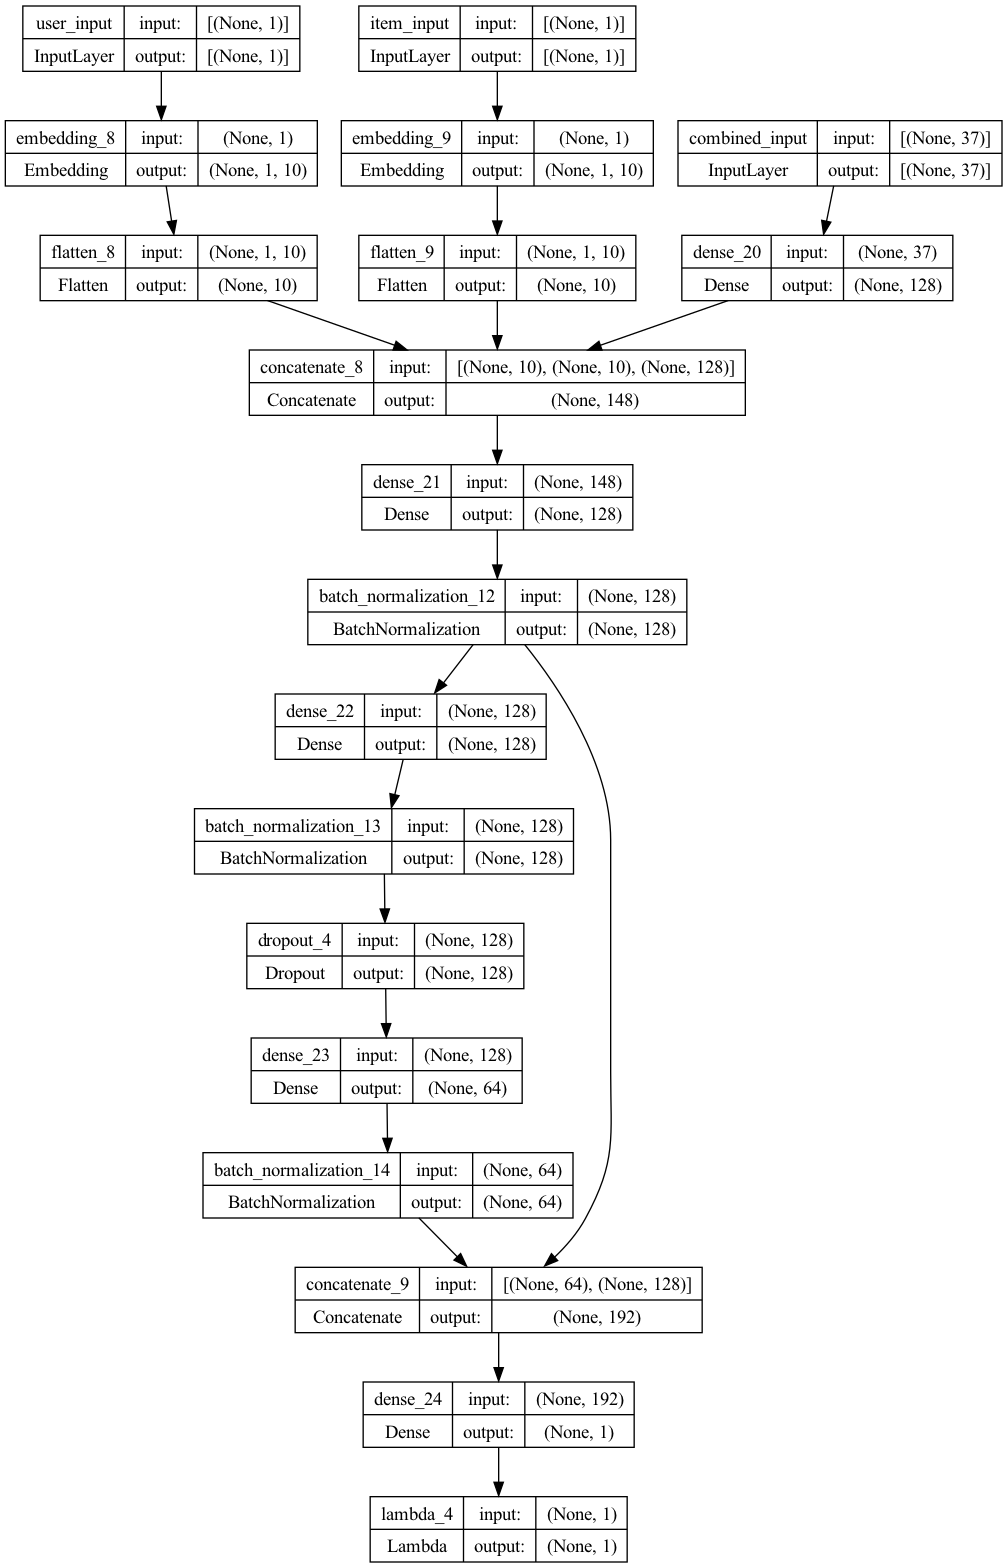 user_input input: [(None, 1)]
InputLayer output: [(None, 1)]
item_input input: [(None, 1)]
InputLayer output: [(None, 1)]
embedding_8 input: (None, 1)
Embedding output: (None, 1, 10)
embedding_9 input: (None, 1)
Embedding output: (None, 1, 10)
combined_input input: [(None, 37)]
InputLayer output: [(None, 37)]
flatten_8 input: (None, 1, 10)
Flatten output: (None, 10)
flatten_9 input: (None, 1, 10)
Flatten output: (None, 10)
dense_20 input: (None, 37)
Dense output: (None, 128)
concatenate_8 input: [(None, 10), (None, 10), (None, 128)]
Concatenate output: (None, 148)
dense_21 input: (None, 148)
Dense output: (None, 128)
batch_normalization_12 input: (None, 128)
BatchNormalization output: (None, 128)
dense_22 input: (None, 128)
Dense output: (None, 128)
batch_normalization_13 input: (None, 128)
BatchNormalization output: (None, 128)
dropout_4 input: (None, 128)
Dropout output: (None, 128)
dense_23 input: (None, 128)
Dense output: (None, 64)
batch_normalization_14 input: (None, 64)
BatchNormalization output: (None, 64)
concatenate_9 input: [(None, 64), (None, 128)]
Concatenate output: (None, 192)
dense_24 input: (None, 192)
Dense output: (None, 1)
lambda_4 input: (None, 1)
Lambda output: (None, 1)